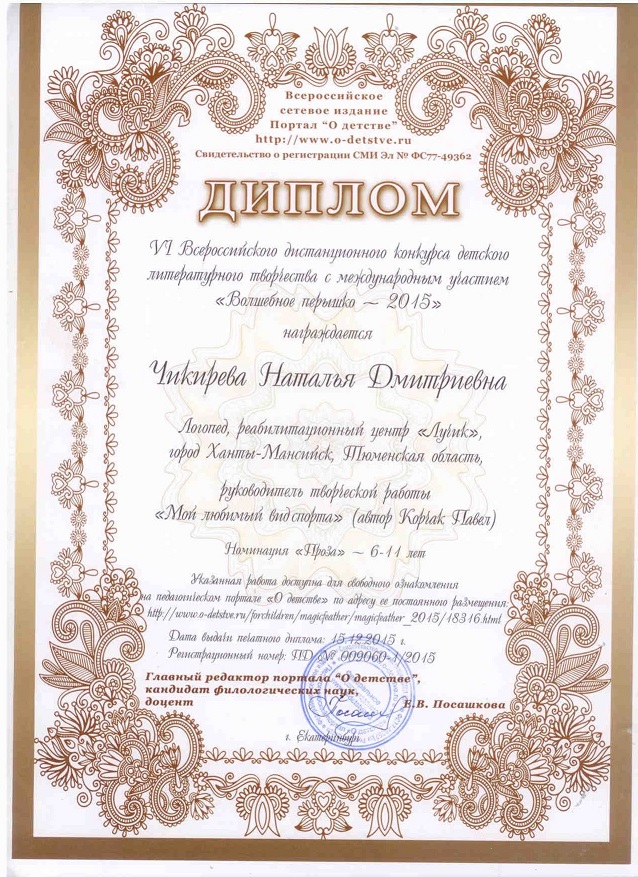 Всероссийское
сетевое издание
Портал "О детстве"
http://www.o-detstve.ru
Свидетельство о регистрации СМИ Эл № ФС77-49362
ДИПЛОМ
VI Всероссийского дистанционного конкурса детского
литературного творчества с международным участием
«Волшебное перышко – 2015»
награждается
Чикирева Наталья Дмитриевна
Логопед, реабилитационный центр «Лучик»,
город Ханты-Мансийск, Тюменская область,
руководитель творческой работы
«Мой любимый вид спорта» (автор Корчак Павел)
Номинация «Проза» – 6-11 лет
Указанная работа доступна для свободного ознакомления
на педагогическом портале «О детстве» по адресу ее постоянного размещения:
http://www.o-detstve.ru/forchildren/magicfeather/magicfeather_2015/18316.html
Дата выдачи печатного диплома: 15.12.2015 г.
Регистрационный номер: ПД № 009060-1/2015
Главный редактор портала "О детстве",
кандидат филологических наук,
доцент Е.В. Посашкова
г. Екатеринбург